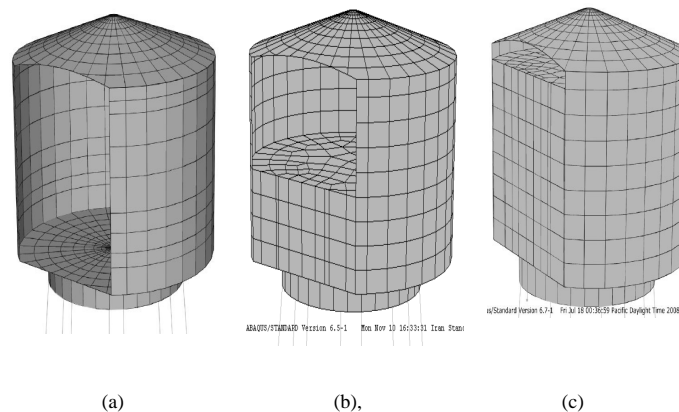 ABAQUS/STANDARD Version 6.5-1 Mon Nov 10 16:33:31 Iran Stan
us/Standard Version 6.7-1 Fri Jul 18 00:36:59 Pacific Daylight Time 2008
(a) (b), (c)